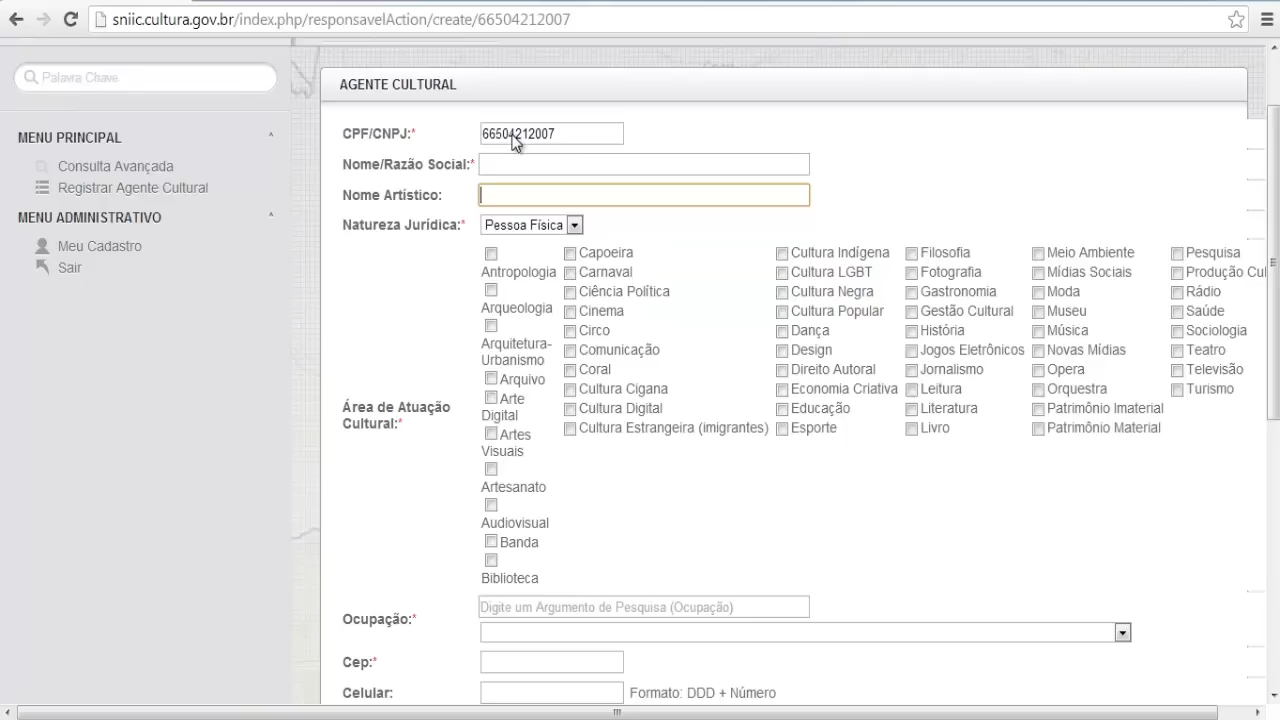 sniic.cultura.gov.br/index.php/responsavelAction/create/66504212007
Palavra Chave
MENU PRINCIPAL
Consulta Avançada
Registrar Agente Cultural
MENU ADMINISTRATIVO
Meu Cadastro
Sair
AGENTE CULTURAL
CPF/CNPJ:* 66504212007
Nome/Razão Social:*
Nome Artistico:
Natureza Jurídica:* Pessoa Física
Área de Atuação
Cultural:*
Antropologia
Arqueologia
Arquitetura-
Urbanismo
Arquivo
Arte
Digital
Artes
Visuais
Artesanato
Audiovisual
Banda
Biblioteca
Capoeira
Carnaval
Ciência Política
Cinema
Circo
Comunicação
Coral
Cultura Cigana
Cultura Digital
Cultura Estrangeira (imigrantes)
Cultura Indígena
Cultura LGBT
Cultura Negra
Cultura Popular
Dança
Design
Direito Autoral
Economia Criativa
Educação
Esporte
Filosofia
Fotografia
Gastronomia
Gestão Cultural
História
Jogos Eletrônicos
Jornalismo
Leitura
Literatura
Livro
Meio Ambiente
Mídias Sociais
Moda
Museu
Música
Novas Mídias
Opera
Orquestra
Patrimônio Imaterial
Patrimônio Material
Pesquisa
Produção Cul
Rádio
Saúde
Sociologia
Teatro
Televisão
Turismo
Ocupação:* Digite um Argumento de Pesquisa (Ocupação)
Cep:*
Celular: Formato: DDD + Número